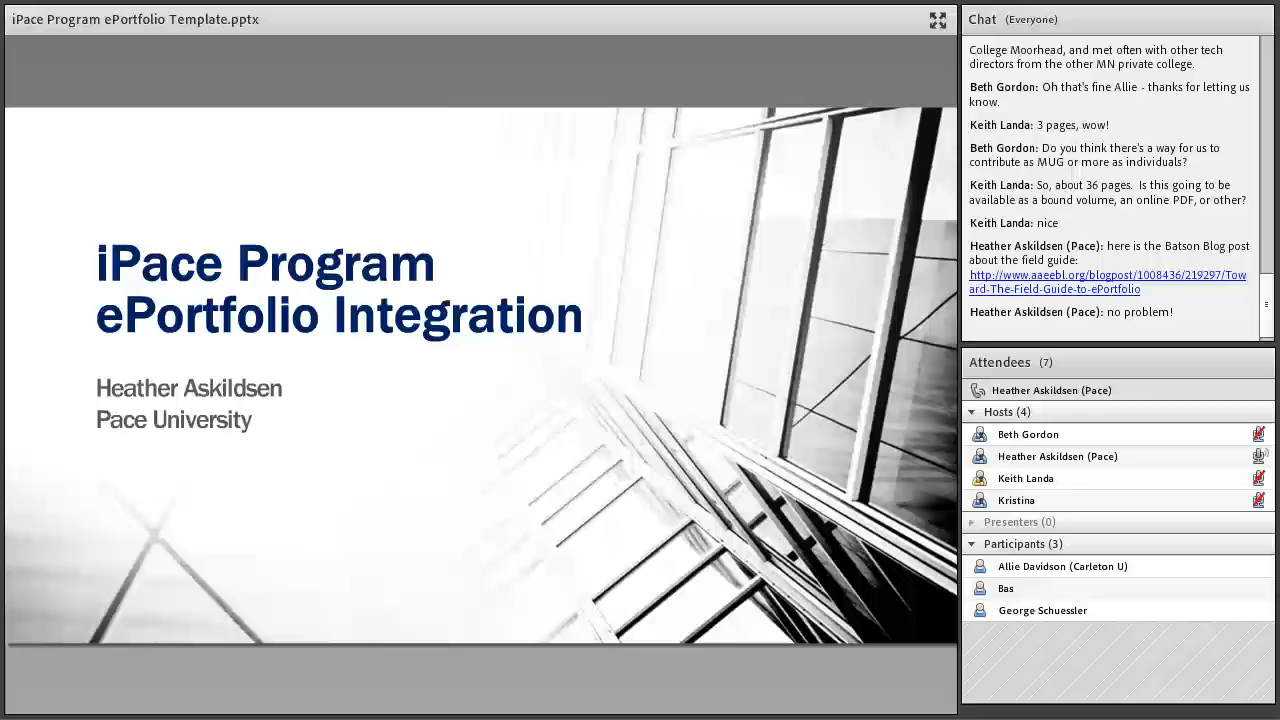 iPace Program ePortfolio Template.pptx
iPace Program
ePortfolio Integration
Heather Askildsen
Pace University
Chat (Everyone)
College Moorhead, and met often with other tech
directors from the other MN private college.
Beth Gordon: Oh that's fine Allie - thanks for letting us
know.
Keith Landa: 3 pages, wow!
Beth Gordon: Do you think there's a way for us to
contribute as MUG or more as individuals?
Keith Landa: So, about 36 pages. Is this going to be
available as a bound volume, an online PDF, or other?
Keith Landa: nice
Heather Askildsen (Pace): here is the Batson Blog post
about the field guide:
http://www.aaeebl.org/blogpost/1008436/219297/Tow
ard-The-Field-Guide-to-ePortfolio
Heather Askildsen (Pace): no problem!
Attendees (7)
Heather Askildsen (Pace)
Hosts (4)
Beth Gordon
Heather Askildsen (Pace)
Keith Landa
Kristina
Presenters (0)
Participants (3)
Allie Davidson (Carleton U)
Bas
George Schuessler